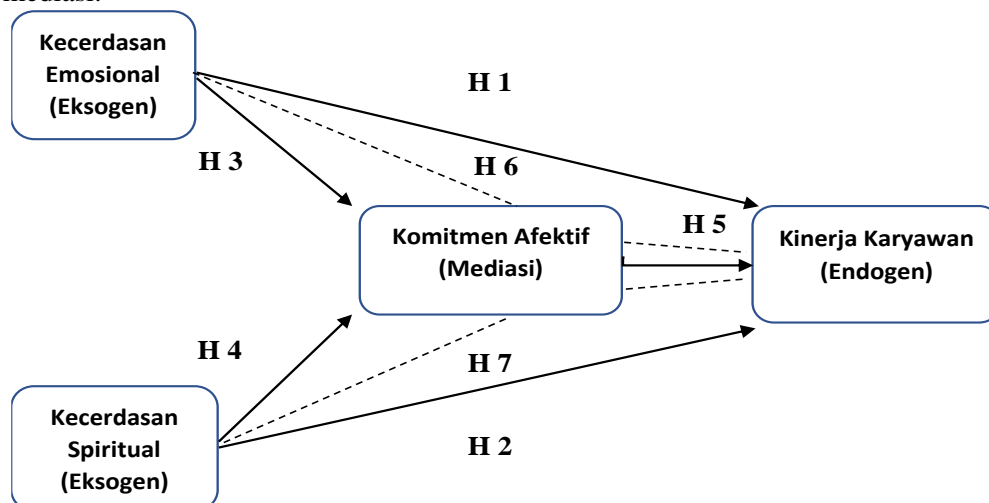 mediasi.
Kecerdasan
Emosional
(Eksogen)
H 1
H 3
H 6
Komitmen Afektif
(Mediasi)
H 5
Kinerja Karyawan
(Endogen)
H 4
H 7
Kecerdasan
Spiritual
(Eksogen)
H 2